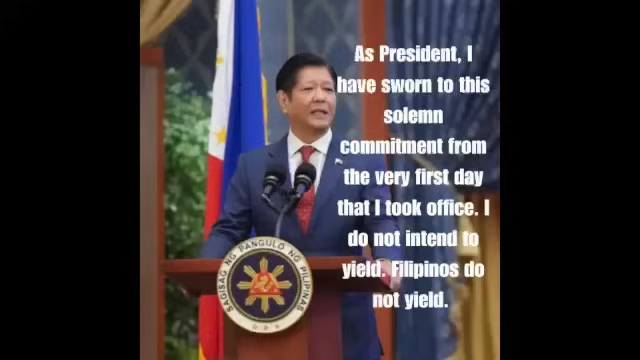 As President, I
have sworn to this
solemn
commitment from
the very first day
that I took office. I
do not intend to
yield. Filipinos do
not yield.
SAGISAG NG PANGULO NG PILIPINAS